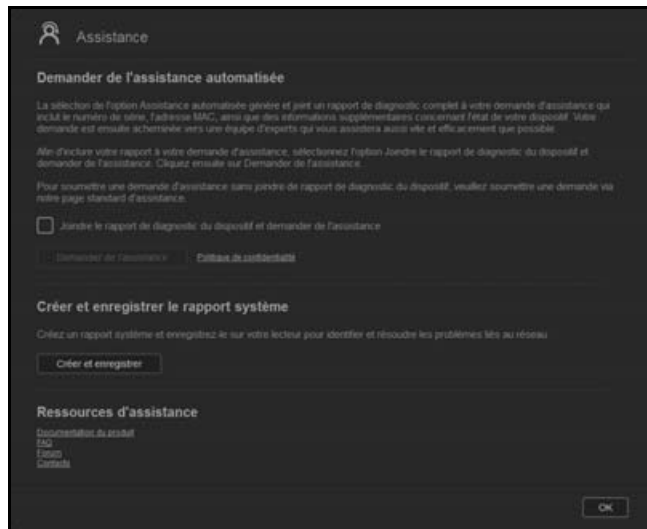 Assistance
Demander de l'assistance automatisée
La sélection de l'option Assistance automatisée génère et joint un rapport de diagnostic complet à votre demande d'assistance qui
inclut le numéro de série, l'adresse MAC, ainsi que des informations supplémentaires concernant l'état de votre dispositif. Votre
demande est ensuite acheminée vers une équipe d'experts qui vous assistera aussi vite et efficacement que possible.
Afin d'inclure votre rapport à votre demande d'assistance, sélectionnez l'option Joindre le rapport de diagnostic du dispositif et
demander de l'assistance. Cliquez ensuite sur Demander de l'assistance.
Pour soumettre une demande d'assistance sans joindre de rapport de diagnostic du dispositif, veuillez soumettre une demande via
notre page standard d'assistance.
Joindre le rapport de diagnostic du dispositif et demander de l'assistance
Demander de l'assistance Politique de confidentialité
Créer et enregistrer le rapport système
Créez un rapport système et enregistrez-le sur votre lecteur pour identifier et résoudre les problèmes liés au réseau
Créer et enregistrer
Ressources d'assistance
Documentation du produit
FAQ
Forum
Contacts
OK